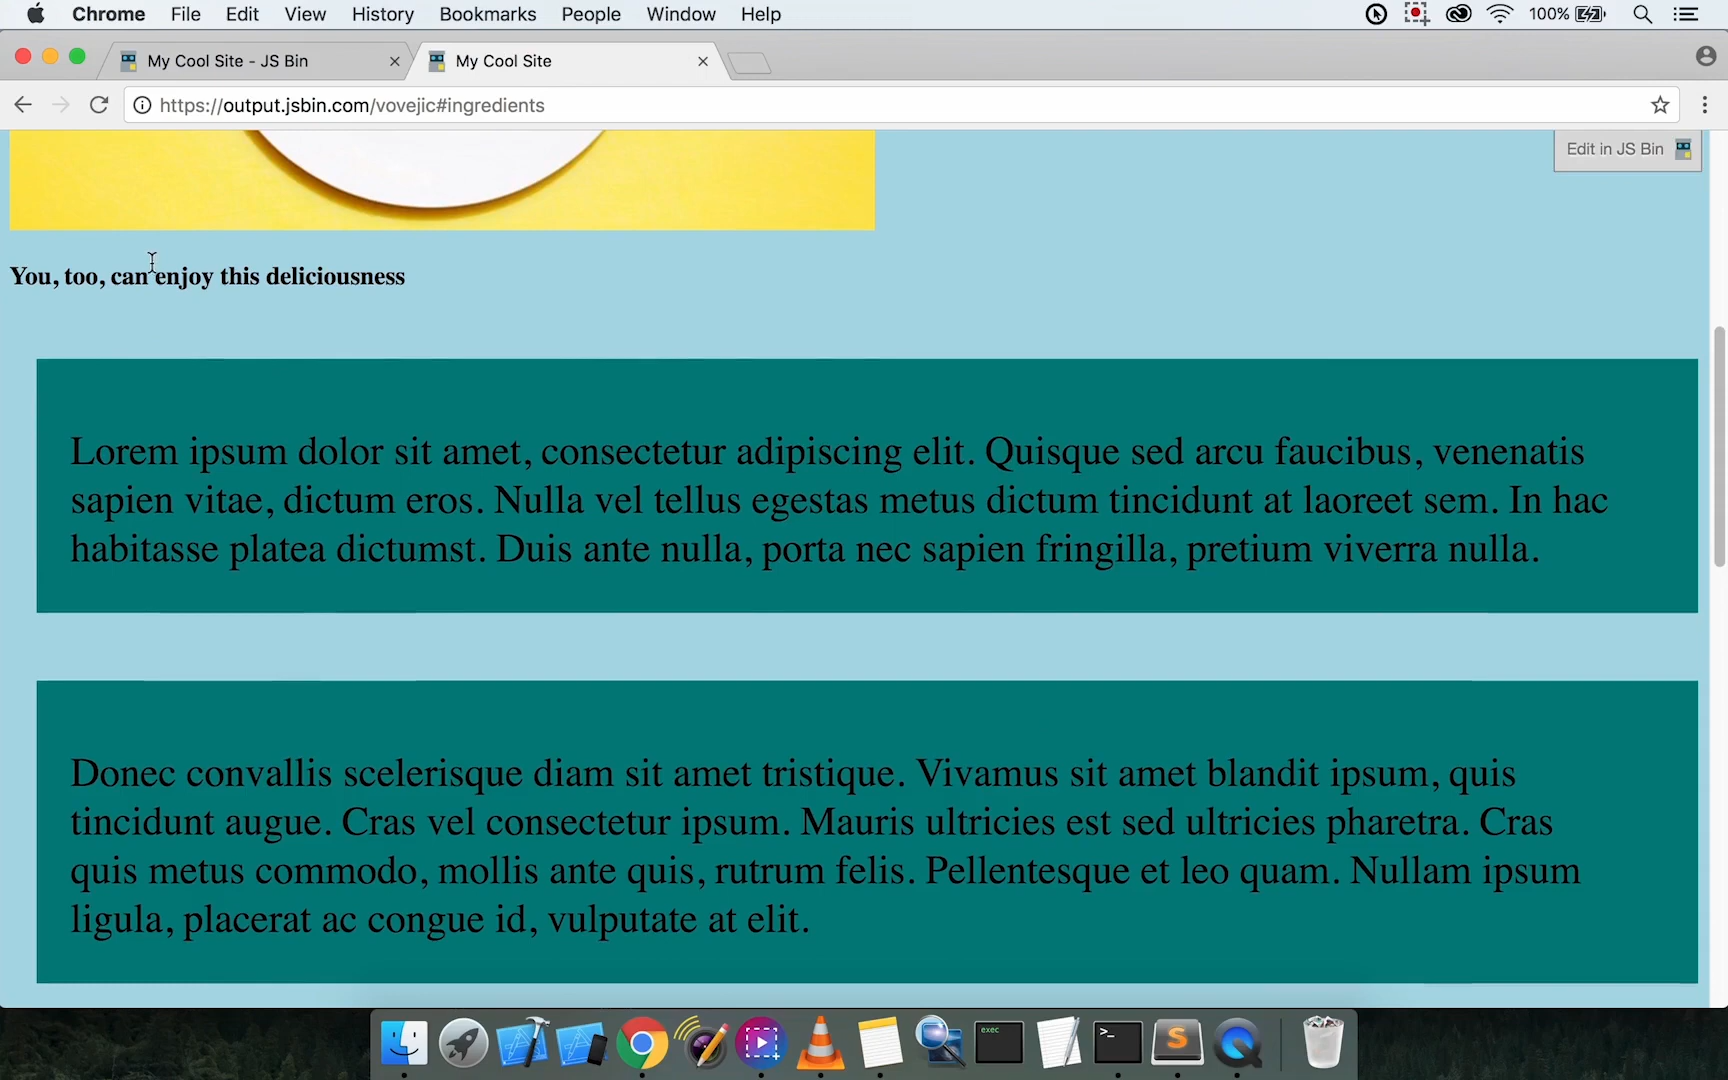 Chrome File Edit View History Bookmarks People Window Help 100%
My Cool Site - JS Bin
My Cool Site
https://output.jsbin.com/vovejic#ingredients
Edit in JS Bin
You, too, can enjoy this deliciousness
Lorem ipsum dolor sit amet, consectetur adipiscing elit. Quisque sed arcu faucibus, venenatis
sapien vitae, dictum eros. Nulla vel tellus egestas metus dictum tincidunt at laoreet sem. In hac
habitasse platea dictumst. Duis ante nulla, porta nec sapien fringilla, pretium viverra nulla.
Donec convallis scelerisque diam sit amet tristique. Vivamus sit amet blandit ipsum, quis
tincidunt augue. Cras vel consectetur ipsum. Mauris ultricies est sed ultricies pharetra. Cras
quis metus commodo, mollis ante quis, rutrum felis. Pellentesque et leo quam. Nullam ipsum
ligula, placerat ac congue id, vulputate at elit.
exec